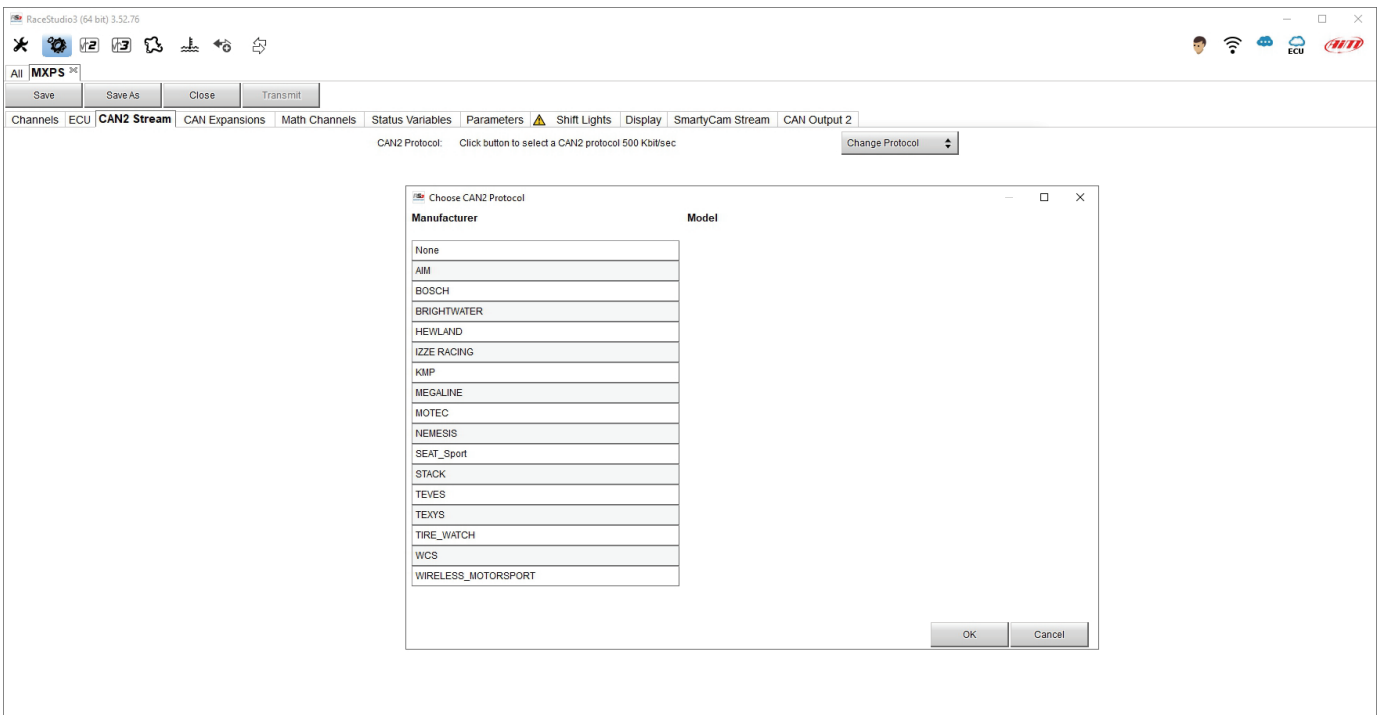 RaceStudio3 (64 bit) 3.52.76
ECU AiM
All MXPS
Save Save As Close Transmit
Channels ECU CAN2 Stream CAN Expansions Math Channels Status Variables Parameters Shift Lights Display SmartyCam Stream CAN Output 2
CAN2 Protocol: Click button to select a CAN2 protocol 500 Kbit/sec Change Protocol
Choose CAN2 Protocol
Manufacturer Model
None
AIM
BOSCH
BRIGHTWATER
HEWLAND
IZZE RACING
KMP
MEGALINE
MOTEC
NEMESIS
SEAT_Sport
STACK
TEVES
TEXYS
TIRE_WATCH
WCS
WIRELESS_MOTORSPORT
OK Cancel